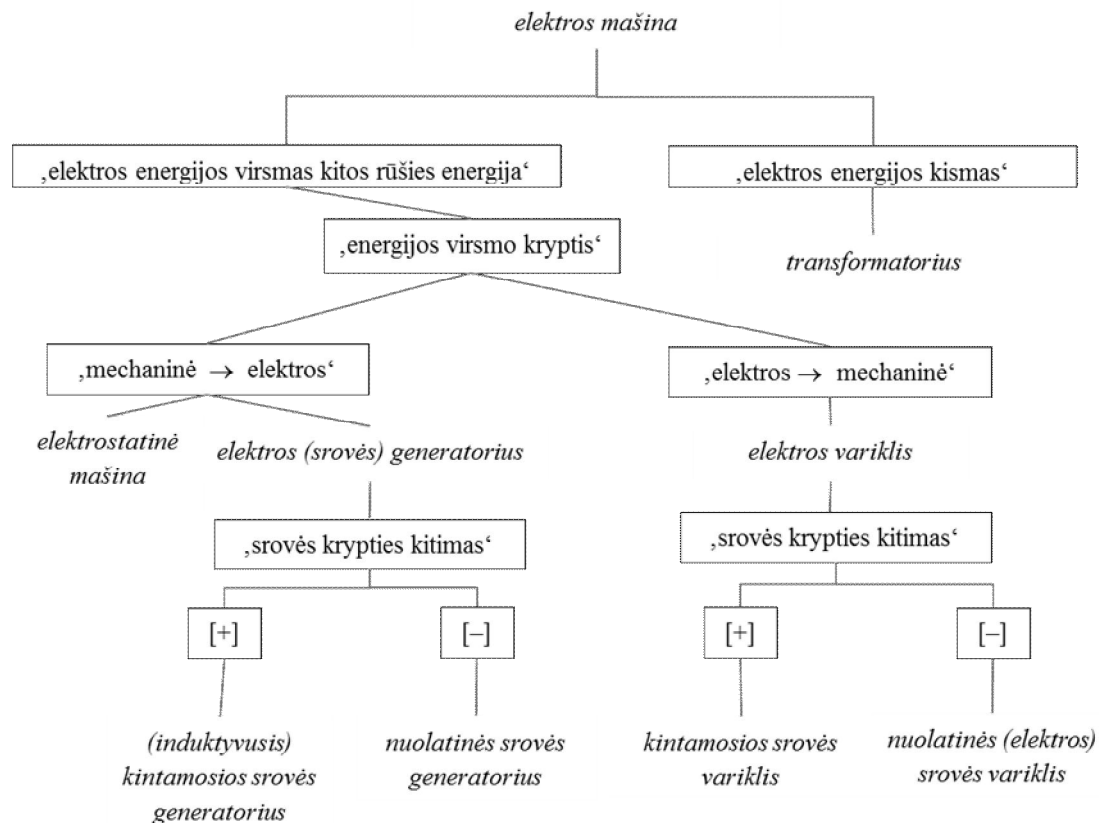 elektros mašina
‚elektros energijos virsmas kitos rūšies energija‘
‚elektros energijos kismas‘
‚energijos virsmo kryptis‘
transformatorius
‚mechaninė → elektros‘
‚elektros → mechaninė‘
elektrostatinė
mašina
elektros (srovės) generatorius
elektros variklis
‚srovės krypties kitimas‘
‚srovės krypties kitimas‘
[+]
[–]
[+]
[–]
(induktyvusis)
kintamosios srovės
generatorius
nuolatinės srovės
generatorius
kintamosios srovės
variklis
nuolatinės (elektros)
srovės variklis